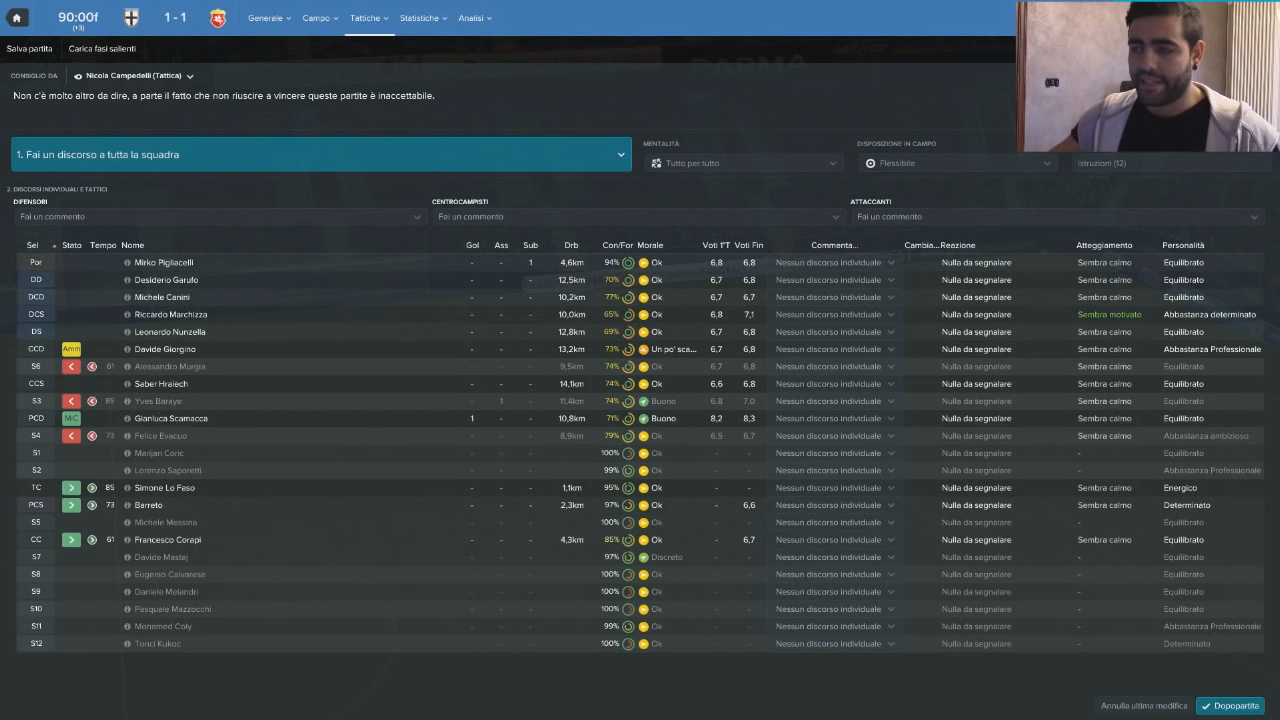 90:00f 1 - 1 Generale Campo Tattiche Statistiche Analisi
(+3)
Salva partita Carica fasi salienti
CONSIGLIO DA Nicola Campedelli (Tattica)
Non c'è molto altro da dire, a parte il fatto che non riuscire a vincere queste partite è inaccettabile.
MENTALITÀ DISPOSIZIONE IN CAMPO
1. Fai un discorso a tutta la squadra
Tutto per tutto Flessibile Istruzioni (12)
2. DISCORSI INDIVIDUALI E TATTICI
DIFENSORI CENTROCAMPISTI ATTACCANTI
Fai un commento Fai un commento Fai un commento
Sel Stato Tempo Nome Gol Ass Sub Drb Con/For Morale Voti 1°T Voti Fin Commenta... Cambia... Reazione Atteggiamento Personalità
Por Mirko Pigliacelli - - 1 4,6km 94% Ok 6,8 6,8 Nessun discorso individuale Nulla da segnalare Sembra calmo Equilibrato
DD Desiderio Garufo - - - 12,5km 70% Ok 6,7 6,8 Nessun discorso individuale Nulla da segnalare Sembra calmo Equilibrato
DCD Michele Canini - - - 10,2km 77% Ok 6,7 6,8 Nessun discorso individuale Nulla da segnalare Sembra calmo Equilibrato
DCS Riccardo Marchizza - - - 10,0km 65% Ok 6,8 7,1 Nessun discorso individuale Nulla da segnalare Sembra motivato Abbastanza determinato
DS Leonardo Nunzella - - - 12,8km 69% Ok 6,7 6,8 Nessun discorso individuale Nulla da segnalare Sembra calmo Equilibrato
CCD Amm Davide Giorgino - - - 13,2km 73% Un po' sca... 6,7 6,8 Nessun discorso individuale Nulla da segnalare Sembra calmo Abbastanza Professionale
S6 61 Alessandro Murgia - - - 9,5km 74% Ok 6,7 6,8 Nessun discorso individuale Nulla da segnalare Sembra calmo Equilibrato
CCS Saber Hraiech - - - 14,1km 74% Ok 6,6 6,8 Nessun discorso individuale Nulla da segnalare Sembra calmo Equilibrato
S3 85 Yves Baraye - 1 - 11,4km 74% Buono 6,8 7,0 Nessun discorso individuale Nulla da segnalare Sembra calmo Equilibrato
PCD MiC Gianluca Scamacca 1 - - 10,8km 71% Buono 8,2 8,3 Nessun discorso individuale Nulla da segnalare Sembra calmo Equilibrato
S4 73 Felice Evacuo - - - 8,9km 79% Ok 6,5 6,7 Nessun discorso individuale Nulla da segnalare Sembra calmo Abbastanza ambizioso
S1 Marijan Coric - - - 100% Ok - - Nessun discorso individuale Nulla da segnalare - Equilibrato
S2 Lorenzo Saporetti - - - 99% Ok - - Nessun discorso individuale Nulla da segnalare - Abbastanza Professionale
TC 85 Simone Lo Faso - - - 1,1km 95% Ok - - Nessun discorso individuale Nulla da segnalare Sembra calmo Energico
PCS 73 Barreto - - - 2,3km 97% Ok - 6,6 Nessun discorso individuale Nulla da segnalare Sembra calmo Determinato
S5 Michele Messina - - - 100% Ok - - Nessun discorso individuale Nulla da segnalare - Equilibrato
CC 61 Francesco Corapi - - - 4,3km 85% Ok - 6,7 Nessun discorso individuale Nulla da segnalare Sembra calmo Equilibrato
S7 Davide Mastaj - - - 97% Discreto - - Nessun discorso individuale Nulla da segnalare - Equilibrato
S8 Eugenio Calvarese - - - 100% Ok - - Nessun discorso individuale Nulla da segnalare - Equilibrato
S9 Daniele Melandri - - - 100% Ok - - Nessun discorso individuale Nulla da segnalare - Equilibrato
S10 Pasquale Mazzocchi - - - 100% Ok - - Nessun discorso individuale Nulla da segnalare - Equilibrato
S11 Mohamed Coly - - - 99% Ok - - Nessun discorso individuale Nulla da segnalare - Abbastanza Professionale
S12 Tonci Kukoc - - - 100% Ok - - Nessun discorso individuale Nulla da segnalare - Determinato
Annulla ultima modifica Dopopartita